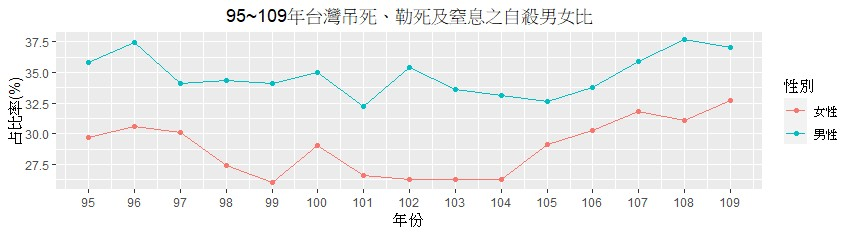 95~109年台灣吊死、勒死及窒息之自殺男女比
占比率(%)
37.5
35.0
32.5
30.0
27.5
95 96 97 98 99 100 101 102 103 104 105 106 107 108 109
年份
性別
女性
男性